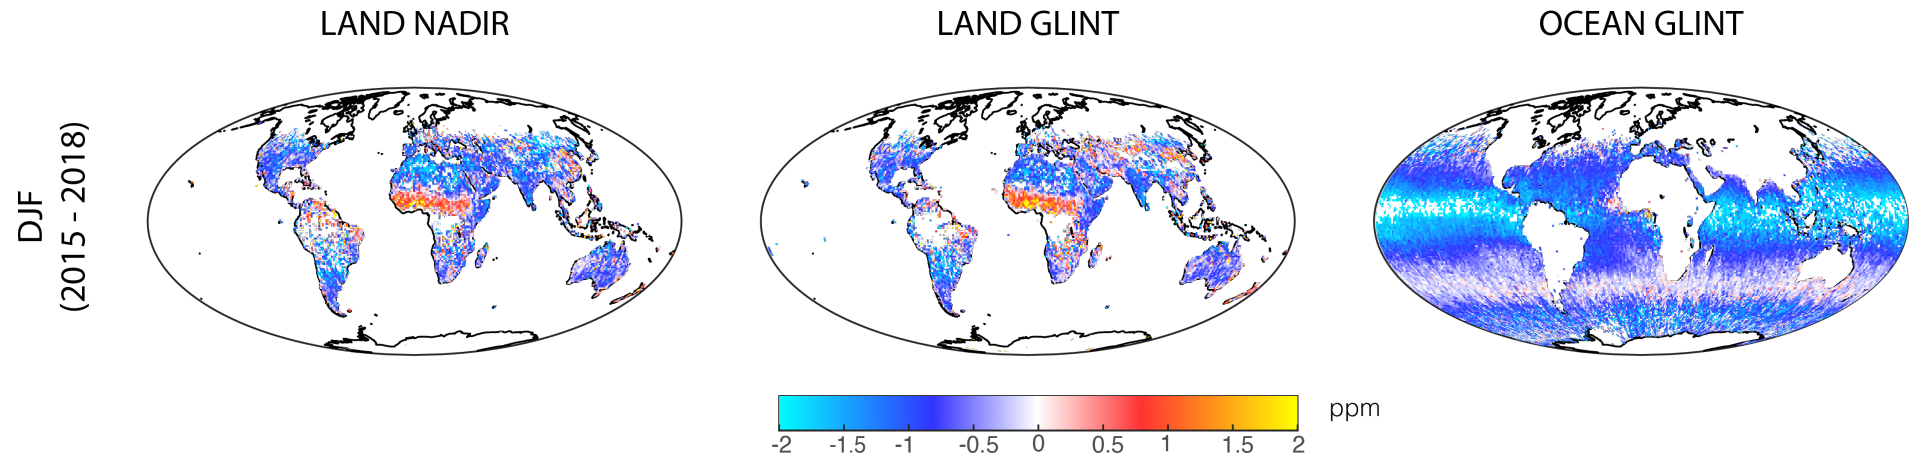 LAND NADIR
LAND GLINT
OCEAN GLINT
DJF
(2015 - 2018)
-2 -1.5 -1 -0.5 0 0.5 1 1.5 2
ppm